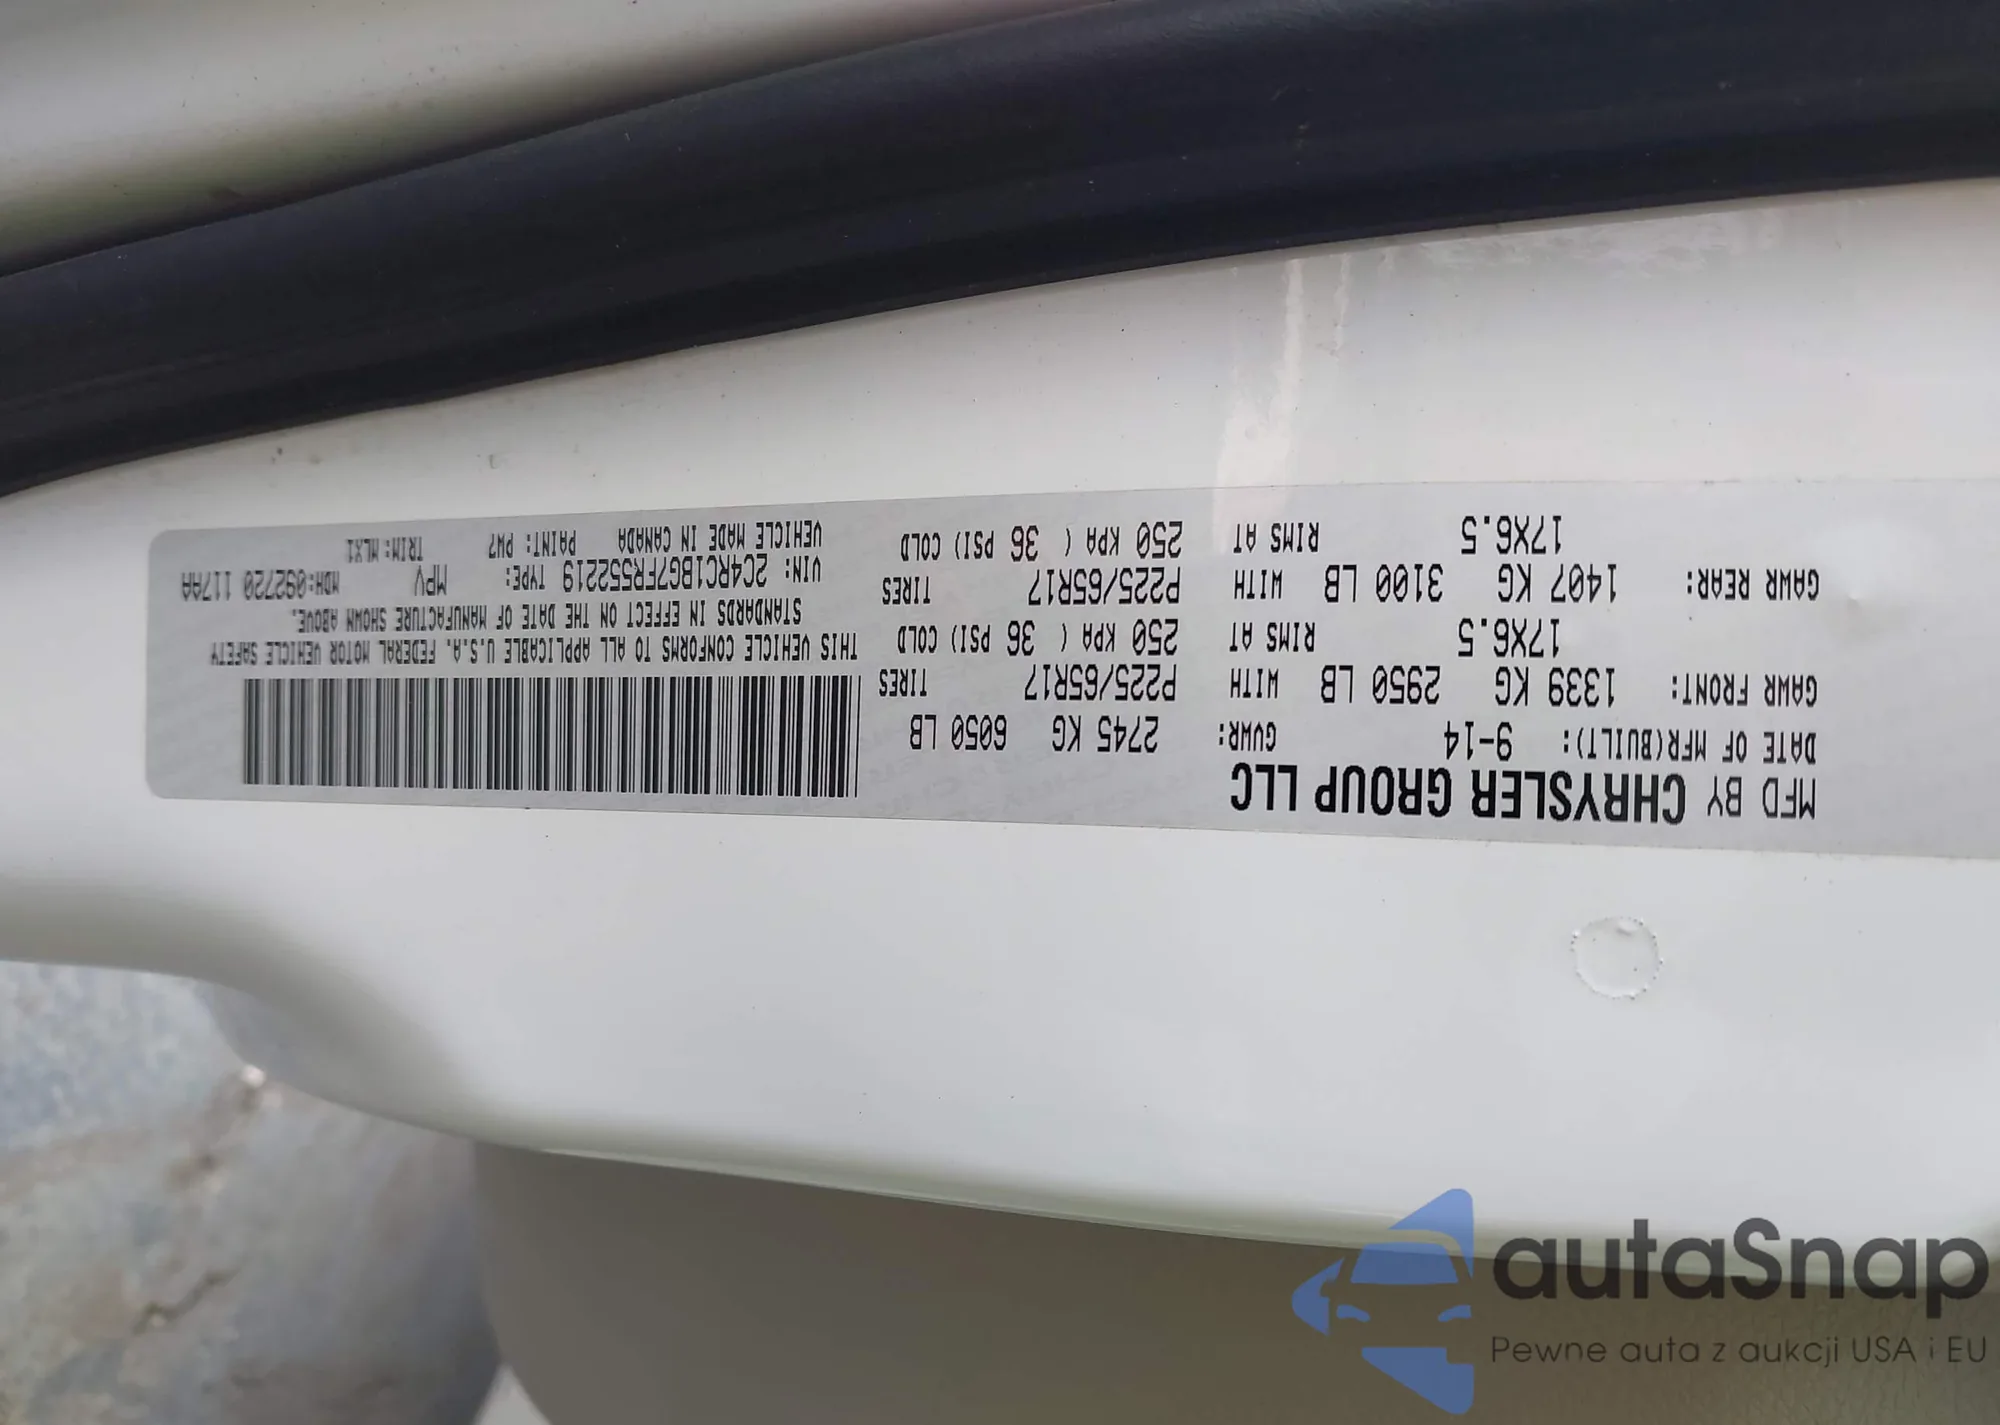 MFD BY CHRYSLER GROUP LLC
DATE OF MFR(BUILT): 9-14 GVWR: 2745 KG 6050 LB
GAWR FRONT: 1339 KG 2950 LB WITH P225/65R17 TIRES
17X6.5 RIMS AT 250 KPA ( 36 PSI) COLD
GAWR REAR: 1407 KG 3100 LB WITH P225/65R17 TIRES
17X6.5 RIMS AT 250 KPA ( 36 PSI) COLD
THIS VEHICLE CONFORMS TO ALL APPLICABLE U.S.A. FEDERAL MOTOR VEHICLE SAFETY
STANDARDS IN EFFECT ON THE DATE OF MANUFACTURE SHOWN ABOVE.
VIN: 2C4RC1BG7FR552219 TYPE: MPV MDH:092720 117AA
VEHICLE MADE IN CANADA PAINT: PW7 TRIM:MLX1
autaSnap
Pewne auta z aukcji USA i EU